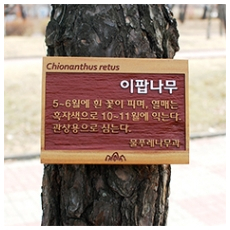 Chionanthus retus
이팝나무
5~6월에 흰 꽃이 피며, 열매는
흑자색으로 10~11월에 익는다.
관상용으로 심는다.
물푸레나무과